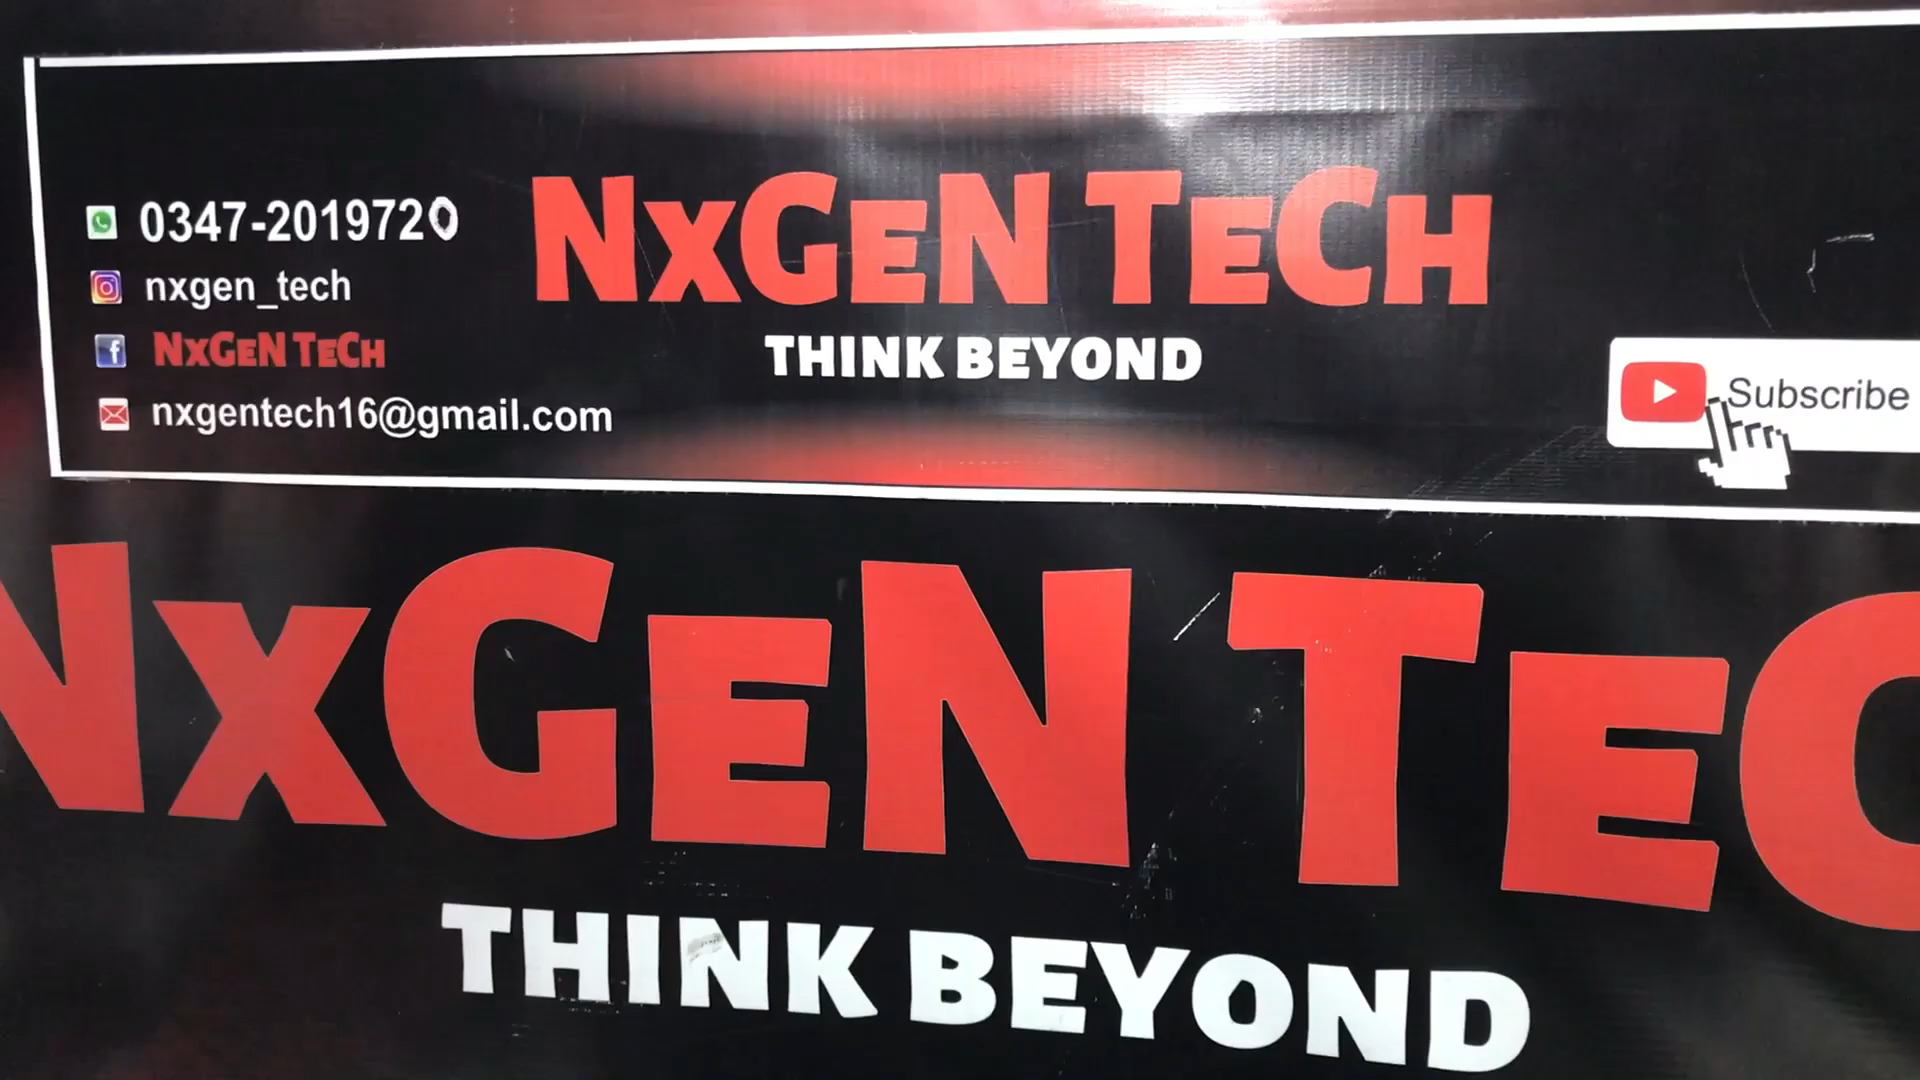 0347-2019720
nxgen_tech
NxGeN TeCh
nxgentech16@gmail.com
NxGeN TeCh
THINK BEYOND
Subscribe
NxGeN TeC
THINK BEYOND